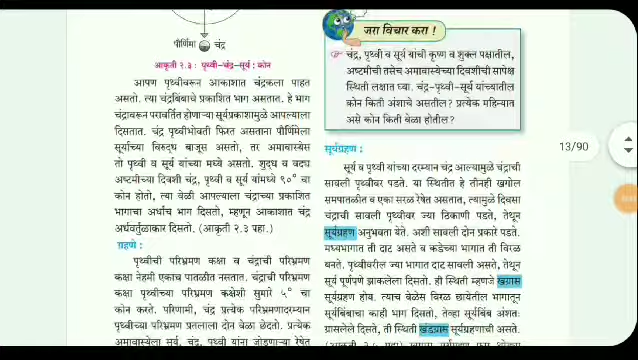 पौर्णिमा चंद्र
आकृती २.३ : पृथ्वी-चंद्र-सूर्य : कोन
आपण पृथ्वीवरून आकाशात चंद्रकला पाहत
असतो. त्या चंद्रबिंबाचे प्रकाशित भाग असतात. हे भाग
चंद्रावरून परावर्तित होणाऱ्या सूर्यप्रकाशामुळे आपल्याला
दिसतात. चंद्र पृथ्वीभोवती फिरत असताना पौर्णिमेला
सूर्याच्या विरुद्ध बाजूस असतो, तर अमावास्येस
तो पृथ्वी व सूर्य यांच्या मध्ये असतो. शुद्ध व वद्य
अष्टमीच्या दिवशी चंद्र, पृथ्वी व सूर्य यांमध्ये ९०° चा
कोन होतो, त्या वेळी आपल्याला चंद्राच्या प्रकाशित
भागाचा अर्धाच भाग दिसतो, म्हणून आकाशात चंद्र
अर्धवर्तुळाकार दिसतो. (आकृती २.३ पहा.)
ग्रहणे :
पृथ्वीची परिभ्रमण कक्षा व चंद्राची परिभ्रमण
कक्षा नेहमी एकाच पातळीत नसतात. चंद्राची परिभ्रमण
कक्षा पृथ्वीच्या परिभ्रमण कक्षेशी सुमारे ५° चा
कोन करते. परिणामी, चंद्र प्रत्येक परिभ्रमणादरम्यान
पृथ्वीच्या परिभ्रमण प्रतलाला दोन वेळा छेदतो. प्रत्येक
अमावास्येला सूर्य, चंद्र, पृथ्वी यांना जोडणाऱ्या रेषेत
जरा विचार करा !
चंद्र, पृथ्वी व सूर्य यांची कृष्ण व शुक्ल पक्षातील,
अष्टमीची तसेच अमावास्येच्या दिवशीची सापेक्ष
स्थिती लक्षात घ्या. चंद्र-पृथ्वी-सूर्य यांच्यातील
कोन किती अंशाचे असतील? प्रत्येक महिन्यात
असे कोन किती वेळा होतील?
सूर्यग्रहण :
सूर्य व पृथ्वी यांच्या दरम्यान चंद्र आल्यामुळे चंद्राची
सावली पृथ्वीवर पडते. या स्थितीत हे तीनही खगोल
समपातळीत व एका सरळ रेषेत असतात, त्यामुळे दिवसा
चंद्राची सावली पृथ्वीवर ज्या ठिकाणी पडते, तेथून
सूर्यग्रहण अनुभवता येते. अशी सावली दोन प्रकारे पडते.
मध्यभागात ती दाट असते व कडेच्या भागात ती विरळ
बनते. पृथ्वीवरील ज्या भागात दाट सावली असते, तेथून
सूर्य पूर्णपणे झाकलेला दिसतो. ही स्थिती म्हणजे खग्रास
सूर्यग्रहण होय. त्याच वेळेस विरळ छायेतील भागातून
सूर्यबिंबाचा काही भाग दिसतो, तेव्हा सूर्यबिंब अंशतः
ग्रासलेले दिसते, ती स्थिती खंडग्रास सूर्यग्रहणाची असते.
13/90